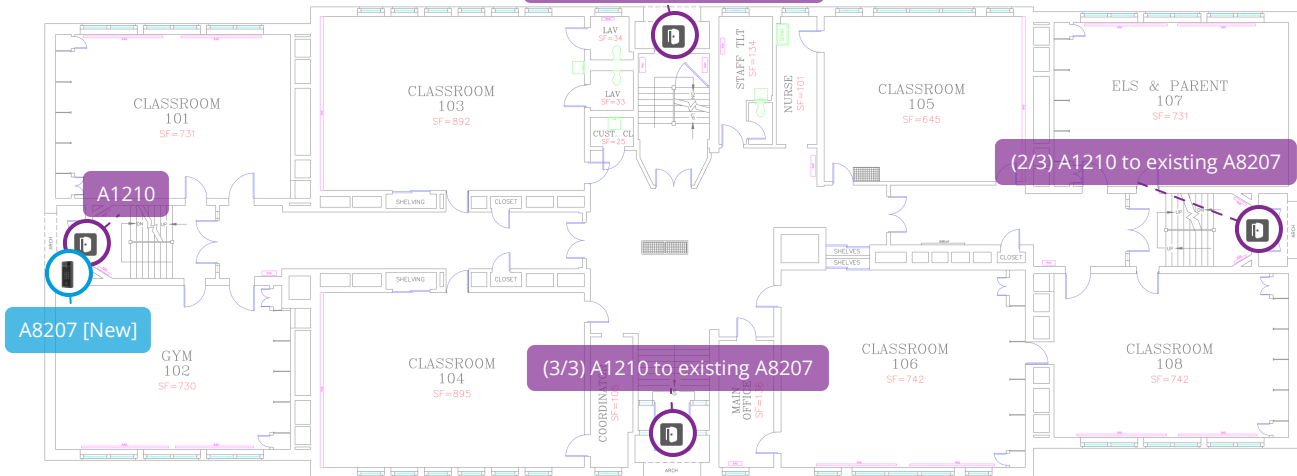 LAV
SF=34
LAV
SF=33
CUST. CL
SF=25
STAFF TLT
SF=134
NURSE
SF=101
CLASSROOM
101
SF=731
CLASSROOM
103
SF=892
CLASSROOM
105
SF=645
ELS & PARENT
107
SF=731
(2/3) A1210 to existing A8207
A1210
SHELVING
CLOSET
ARCH
DN
UP
UP
UP
UP
ARCH
SHELVES
SHELVES
CLOSET
SHELVING
CLOSET
A8207 [New]
GYM
102
SF=730
CLASSROOM
104
SF=895
(3/3) A1210 to existing A8207
COORDINATO
MAIN
OFFICE
CLASSROOM
106
SF=742
CLASSROOM
108
SF=742
ARCH